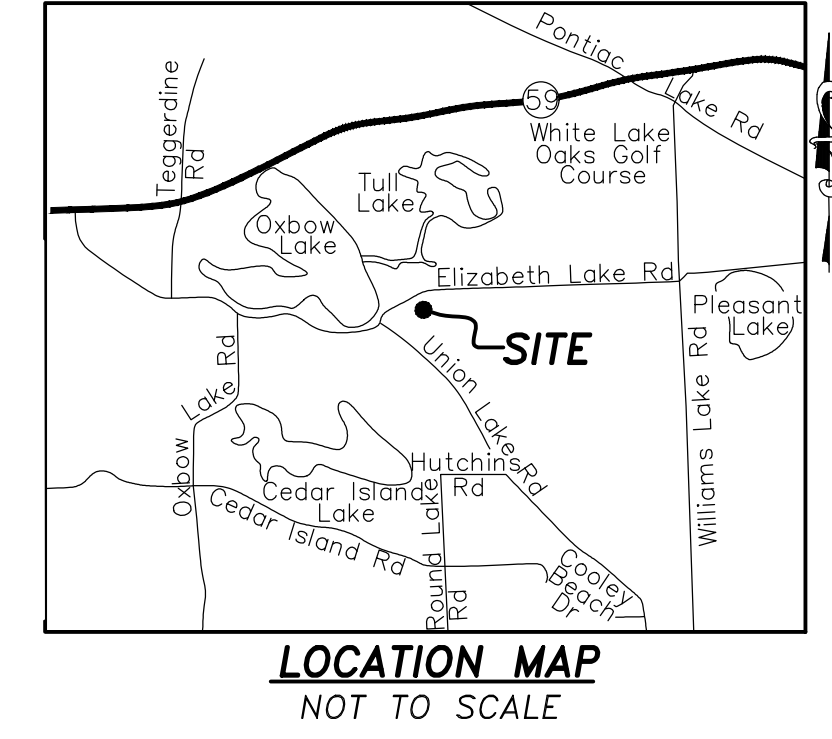 Pontiac
Lake Rd
59
Teggerdine
Rd
White Lake
Oaks Golf
Course
Tull
Lake
Oxbow
Lake
Elizabeth Lake Rd
Pleasant
Lake
SITE
Union Lake Rd
Williams Lake Rd
Oxbow
Lake
Rd
Hutchins
Rd
Cedar Island
Lake
Cedar Island Rd
Round Lake
Rd
Cooley
Beach
Dr
LOCATION MAP
NOT TO SCALE